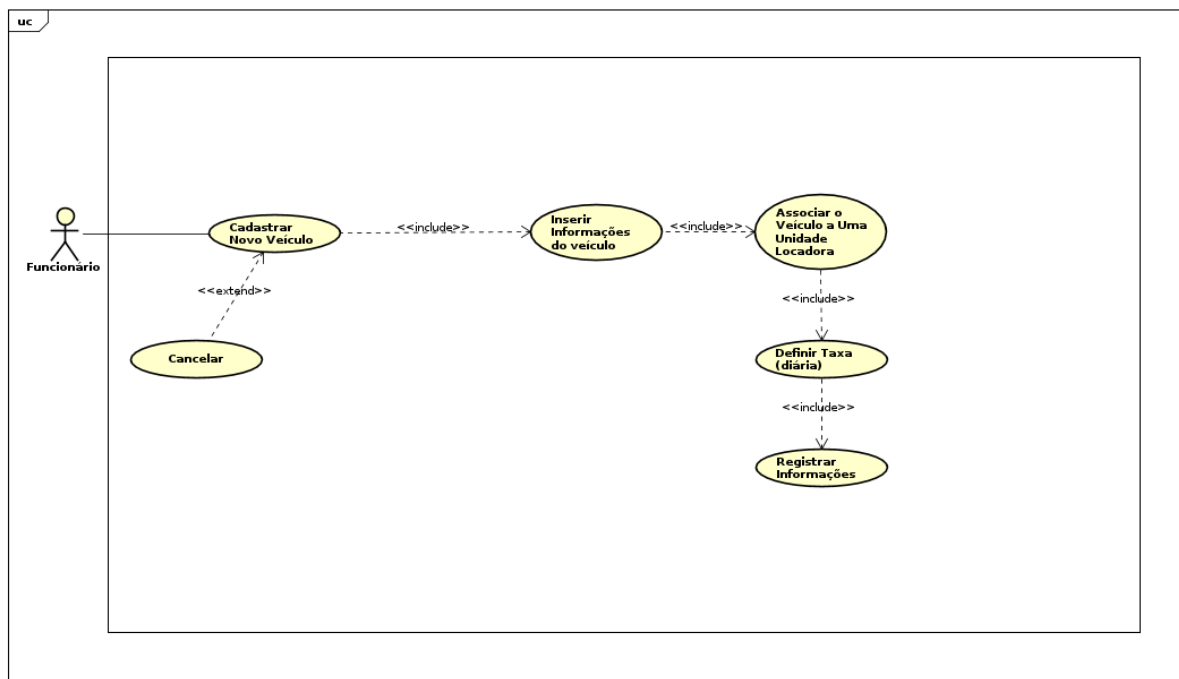 uc
Funcionário
Cadastrar
Novo Veículo
<<include>>
Inserir
Informações
do veículo
<<include>>
Associar o
Veículo a Uma
Unidade
Locadora
<<extend>>
<<include>>
Cancelar
Definir Taxa
(diária)
<<include>>
Registrar
Informações